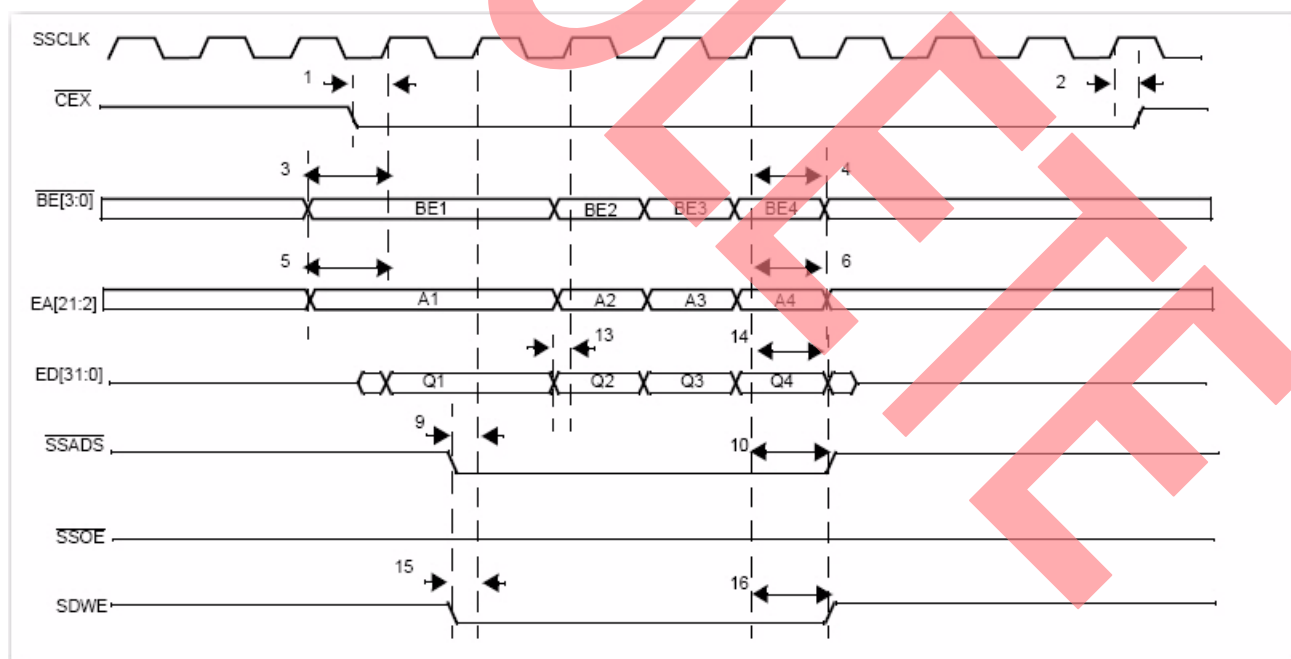 SSCLK
1
2
CEX
3
4
BE[3:0]
BE1 BE2 BE3 BE4
5
6
EA[21:2]
A1 A2 A3 A4
13
14
ED[31:0]
Q1 Q2 Q3 Q4
9
10
SSADS
SSOE
15
16
SDWE